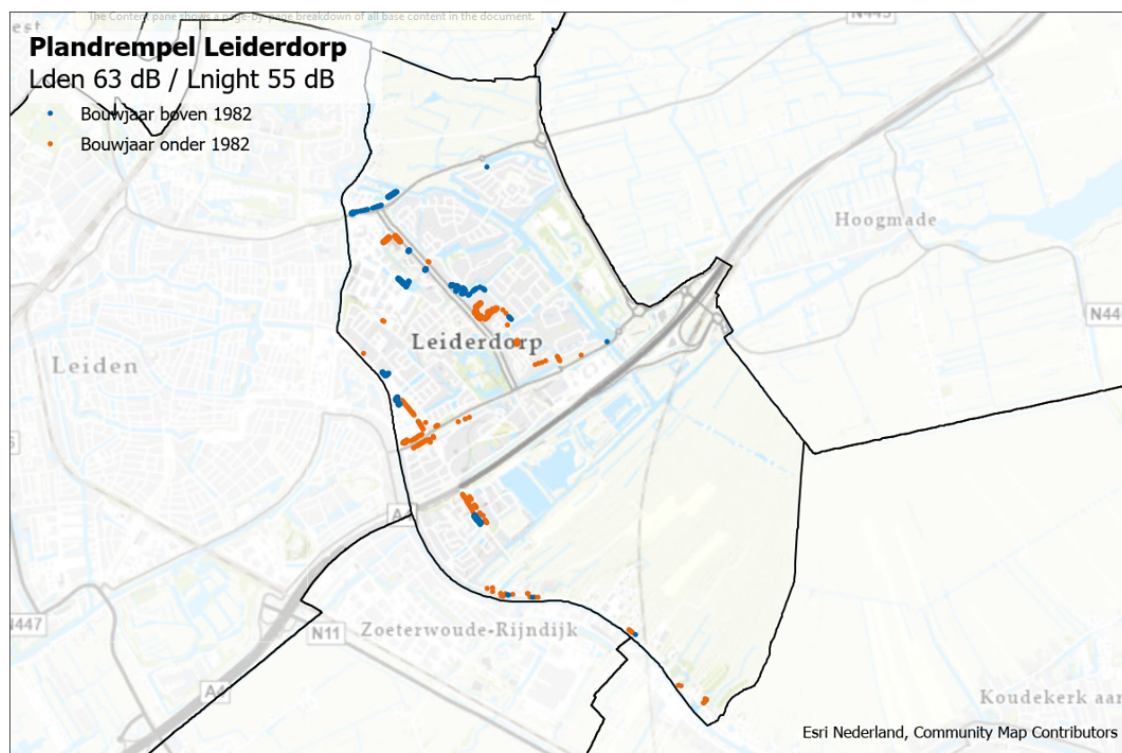 The Content pane shows a page-by-page breakdown of all base content in the document.
Plandrempel Leiderdorp
Lden 63 dB / Lnight 55 dB
Bouwjaar boven 1982
Bouwjaar onder 1982
N445
Hoogmade
N446
Leiderdorp
Leiden
A4
N447
N11
Zoeterwoude-Rijndijk
A4
Koudekerk aan
Esri Nederland, Community Map Contributors